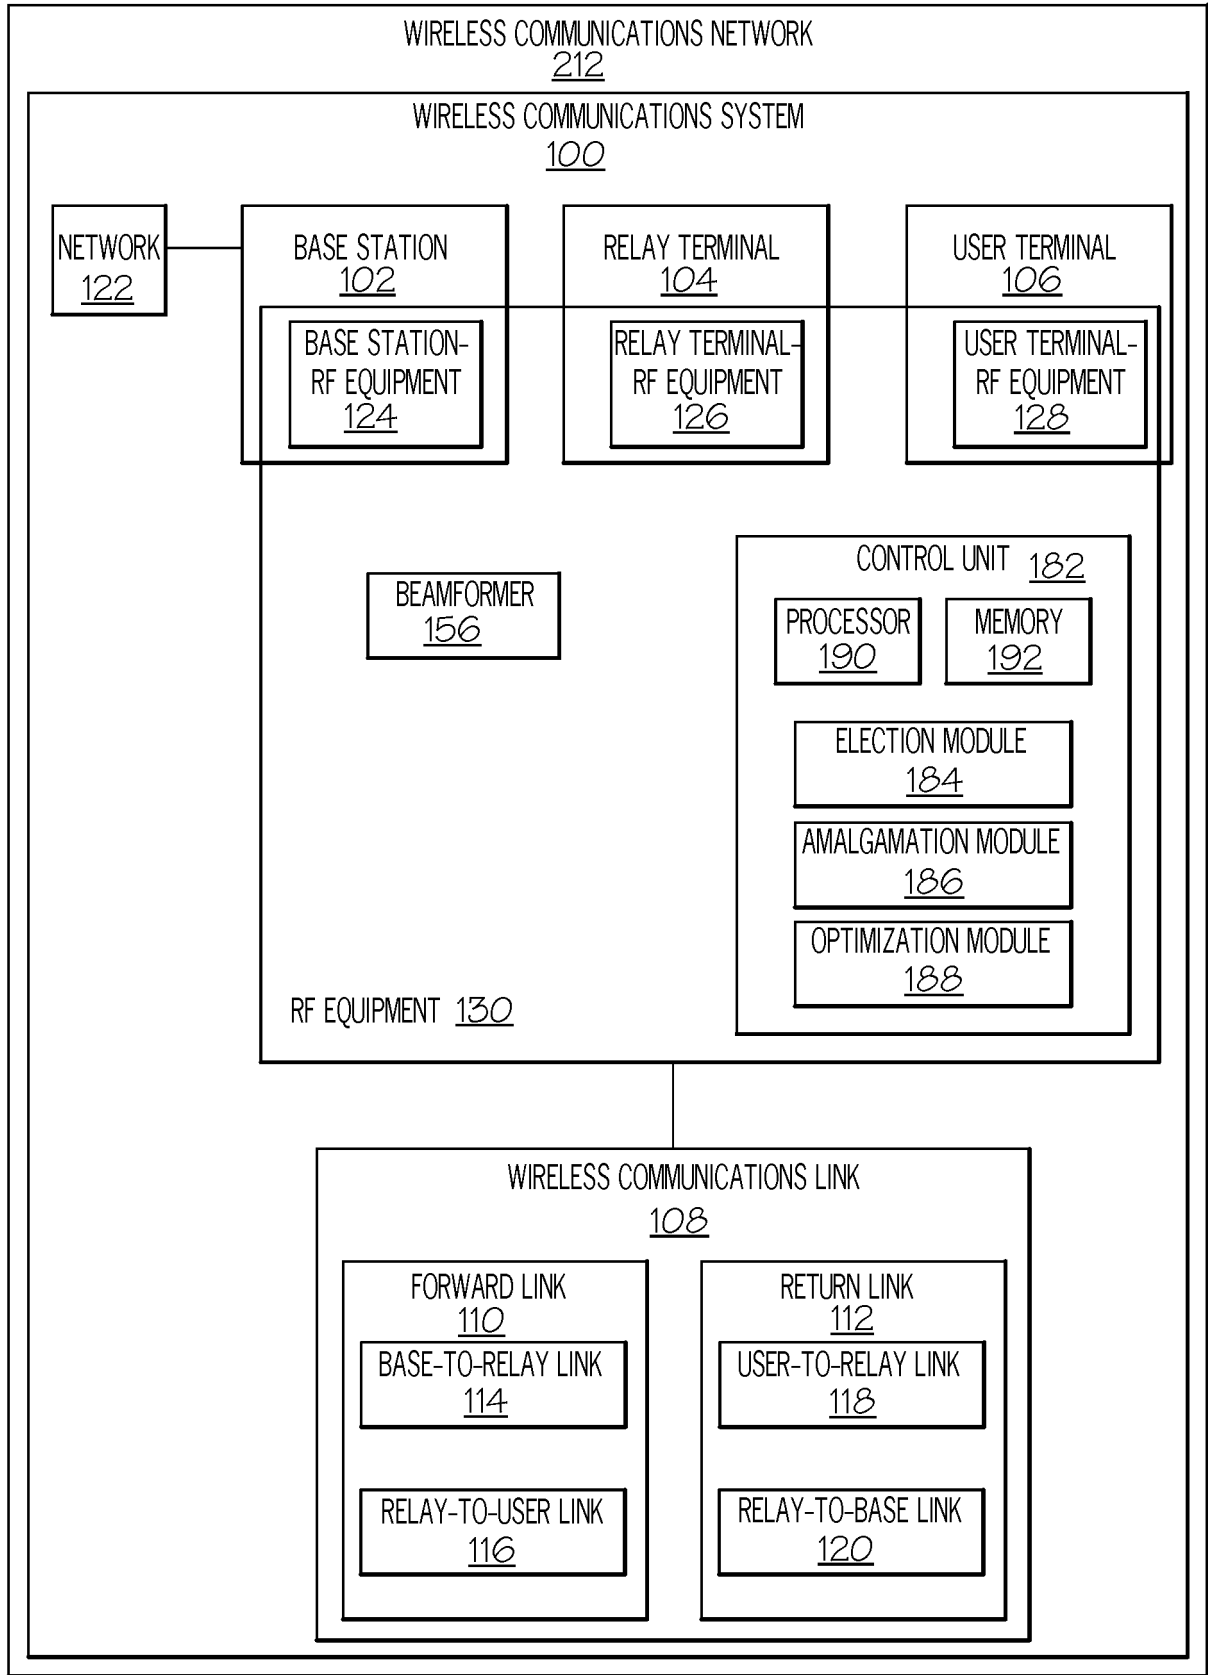 WIRELESS COMMUNICATIONS NETWORK
212
WIRELESS COMMUNICATIONS SYSTEM
100
NETWORK
122
BASE STATION
102
BASE STATION-
RF EQUIPMENT
124
RELAY TERMINAL
104
RELAY TERMINAL-
RF EQUIPMENT
126
USER TERMINAL
106
USER TERMINAL-
RF EQUIPMENT
128
BEAMFORMER
156
CONTROL UNIT 182
PROCESSOR
190
MEMORY
192
ELECTION MODULE
184
AMALGAMATION MODULE
186
OPTIMIZATION MODULE
188
RF EQUIPMENT 130
WIRELESS COMMUNICATIONS LINK
108
FORWARD LINK
110
BASE-TO-RELAY LINK
114
RELAY-TO-USER LINK
116
RETURN LINK
112
USER-TO-RELAY LINK
118
RELAY-TO-BASE LINK
120